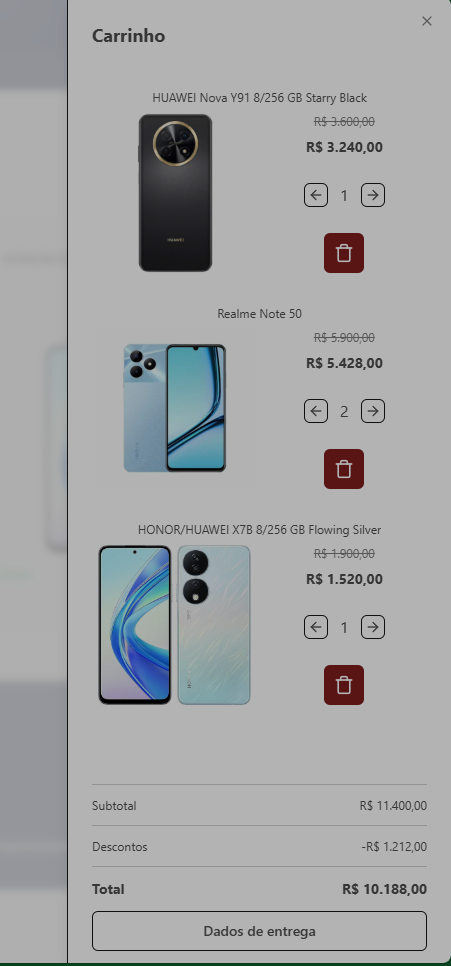 Carrinho
HUAWEI Nova Y91 8/256 GB Starry Black
R$ 3.600,00
R$ 3.240,00
1
HUAWEI
Realme Note 50
R$ 5.900,00
R$ 5.428,00
2
HONOR/HUAWEI X7B 8/256 GB Flowing Silver
R$ 1.900,00
R$ 1.520,00
1
Subtotal
R$ 11.400,00
Descontos
-R$ 1.212,00
Total
R$ 10.188,00
Dados de entrega